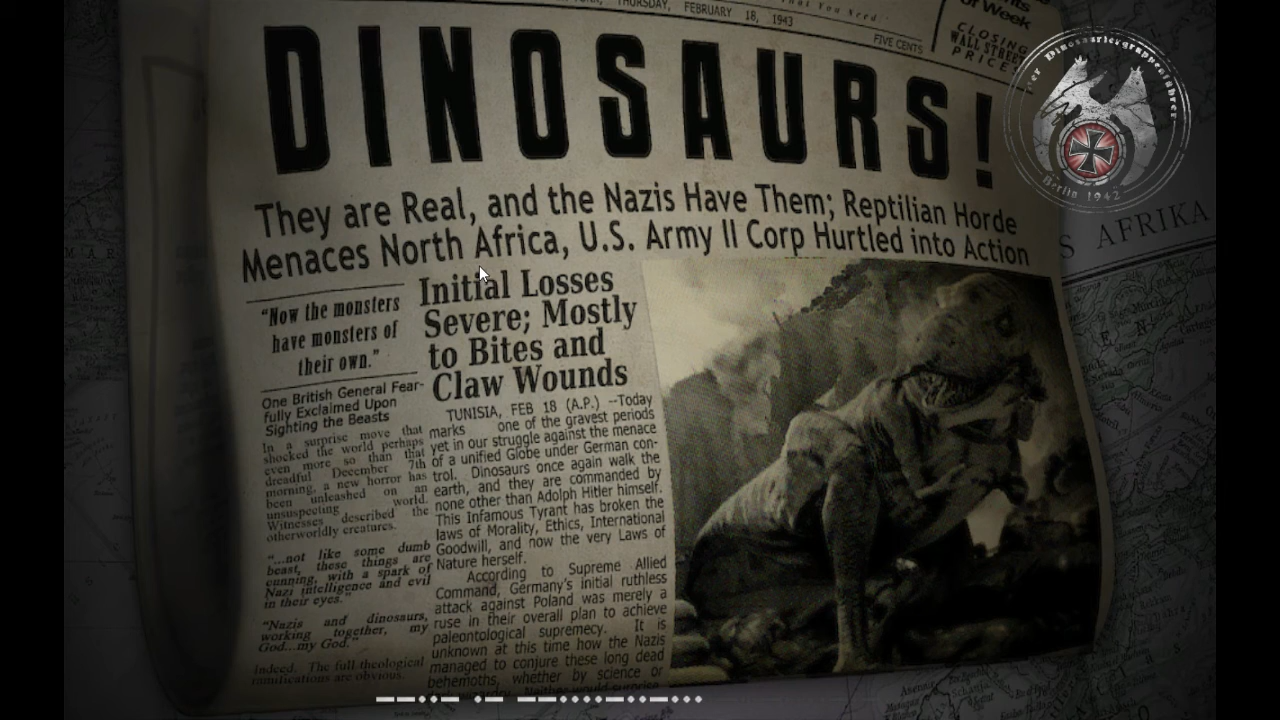 THURSDAY, FEBRUARY 18, 1943
FIVE CENTS
of Week
CLOSING
WALL STREET
PRICES
DINOSAURS!
Berlin 1942
They are Real, and the Nazis Have Them; Reptilian Horde
Menaces North Africa, U.S. Army II Corp Hurtled into Action
S AFRIKA
"Now the monsters
have monsters of
their own."
One British General Fear-
fully Exclaimed Upon
Sighting the Beasts
In a surprise move that
shocked the world perhaps
even more so than that
dreadful December 7th
morning, a new horror has
been unleashed on an
unsuspecting world.
Witnesses described the
otherworldly creatures.
"...not like some dumb
beast, these things are
cunning, with a spark of
Nazi intelligence and evil
in their eyes."
"Nazis and dinosaurs,
working together, my
God...my God."
Indeed. The full theological
ramifications are obvious.
Initial Losses
Severe; Mostly
to Bites and
Claw Wounds
TUNISIA, FEB 18 (A.P.) --Today
marks one of the gravest periods
yet in our struggle against the menace
of a unified Globe under German con-
trol. Dinosaurs once again walk the
earth, and they are commanded by
none other than Adolph Hitler himself.
This Infamous Tyrant has broken the
laws of Morality, Ethics, International
Goodwill, and now the very Laws of
Nature herself.
According to Supreme Allied
Command, Germany's initial ruthless
attack against Poland was merely a
ruse in their overall plan to achieve
paleontological supremecy. It is
unknown at this time how the Nazis
managed to conjure these long dead
behemoths, whether by science or